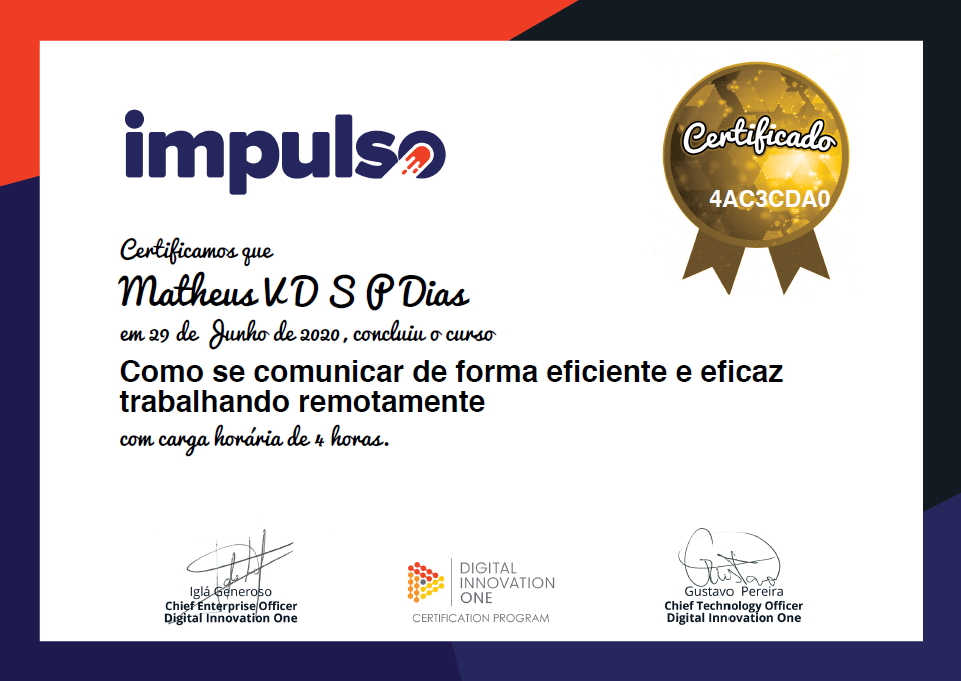 impulso
Certificado
4AC3CDA0
Certificamos que
Matheus V. D S P Dias
em 29 de Junho de 2020, concluiu o curso
Como se comunicar de forma eficiente e eficaz
trabalhando remotamente
com carga horária de 4 horas.
Iglá Generoso
Chief Enterprise Officer
Digital Innovation One
DIGITAL
INNOVATION
ONE
CERTIFICATION PROGRAM
Gustavo Pereira
Chief Technology Officer
Digital Innovation One